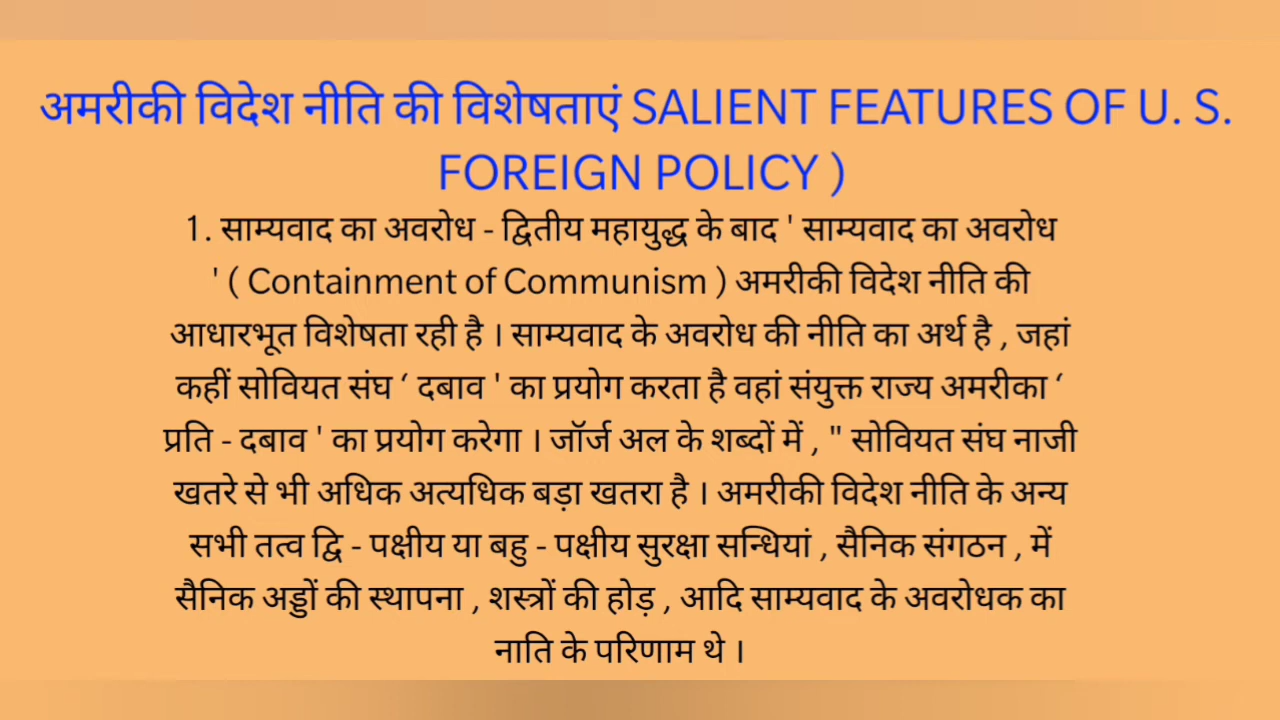 अमरीकी विदेश नीति की विशेषताएं SALIENT FEATURES OF U. S.
FOREIGN POLICY )
1. साम्यवाद का अवरोध - द्वितीय महायुद्ध के बाद ' साम्यवाद का अवरोध
' ( Containment of Communism ) अमरीकी विदेश नीति की
आधारभूत विशेषता रही है । साम्यवाद के अवरोध की नीति का अर्थ है , जहां
कहीं सोवियत संघ ‘ दबाव ' का प्रयोग करता है वहां संयुक्त राज्य अमरीका ‘
प्रति - दबाव ' का प्रयोग करेगा । जॉर्ज अल के शब्दों में , " सोवियत संघ नाजी
खतरे से भी अधिक अत्यधिक बड़ा खतरा है । अमरीकी विदेश नीति के अन्य
सभी तत्व द्वि - पक्षीय या बहु - पक्षीय सुरक्षा सन्धियां , सैनिक संगठन , में
सैनिक अड्डों की स्थापना , शस्त्रों की होड़ , आदि साम्यवाद के अवरोधक का
नाति के परिणाम थे ।